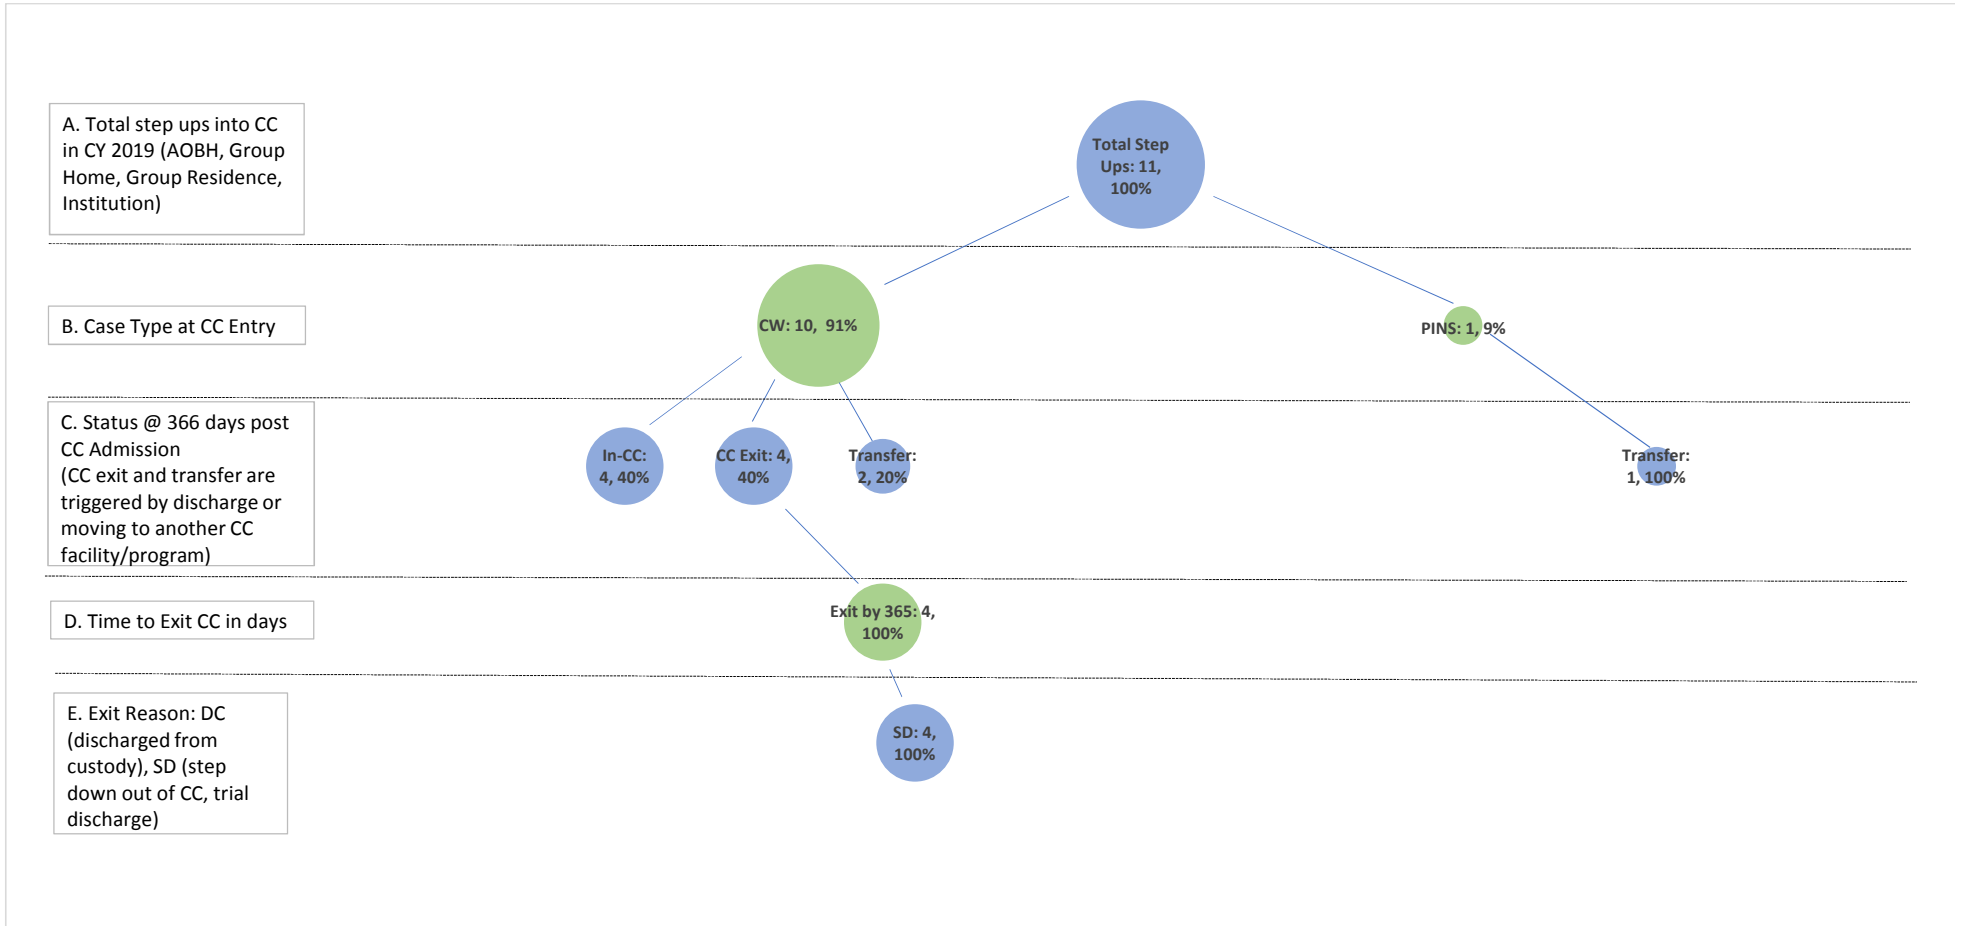 A. Total step ups into CC
in CY 2019 (AOBH, Group
Home, Group Residence,
Institution)
Total Step
Ups: 11,
100%
B. Case Type at CC Entry
CW: 10,  91%
PINS: 1, 9%
C. Status @ 366 days post
CC Admission
(CC exit and transfer are
triggered by discharge or
moving to another CC
facility/program)
In-CC:
4, 40%
CC Exit: 4,
40%
Transfer:
2, 20%
Transfer:
1, 100%
D. Time to Exit CC in days
Exit by 365: 4,
100%
E. Exit Reason: DC
(discharged from
custody), SD (step
down out of CC, trial
discharge)
SD: 4,
100%